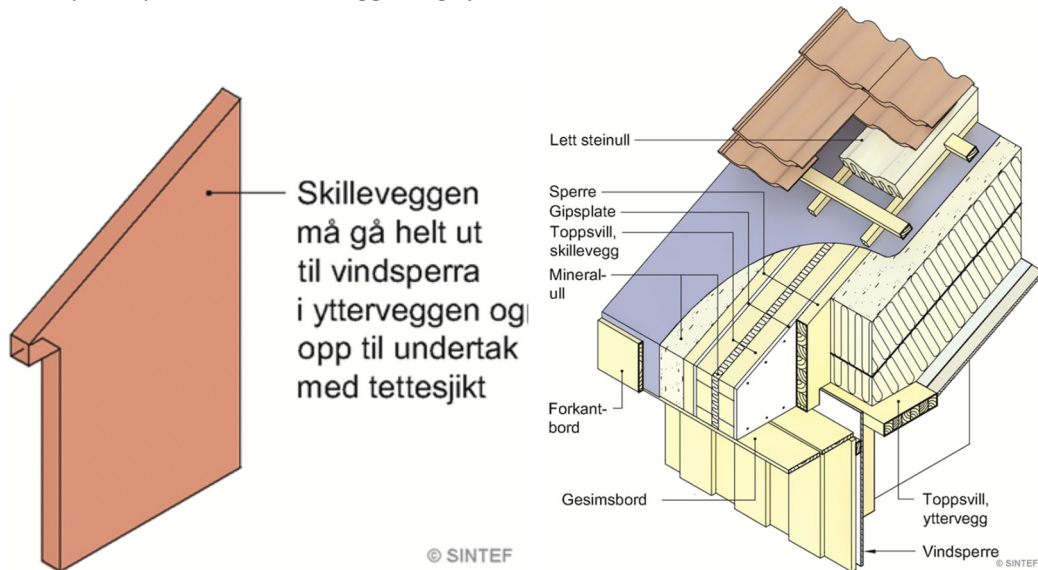 Skilleveggen
må gå helt ut
til vindsperra
i ytterveggen og
opp til undertak
med tettesjikt
© SINTEF
Lett steinull
Sperre
Gipsplate
Toppsvill,
skillevegg
Mineral-
ull
Forkant-
bord
Gesimsbord
Toppsvill,
yttervegg
Vindsperre
© SINTEF